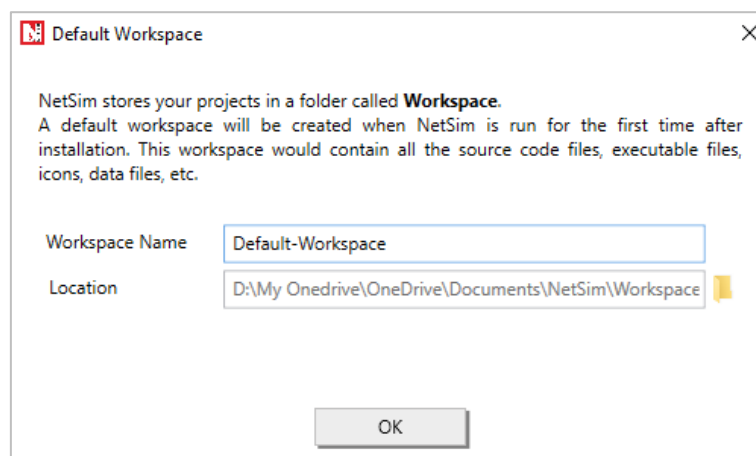 Default Workspace
NetSim stores your projects in a folder called Workspace.
A default workspace will be created when NetSim is run for the first time after
installation. This workspace would contain all the source code files, executable files,
icons, data files, etc.
Workspace Name Default-Workspace
Location D:\My Onedrive\OneDrive\Documents\NetSim\Workspace
OK